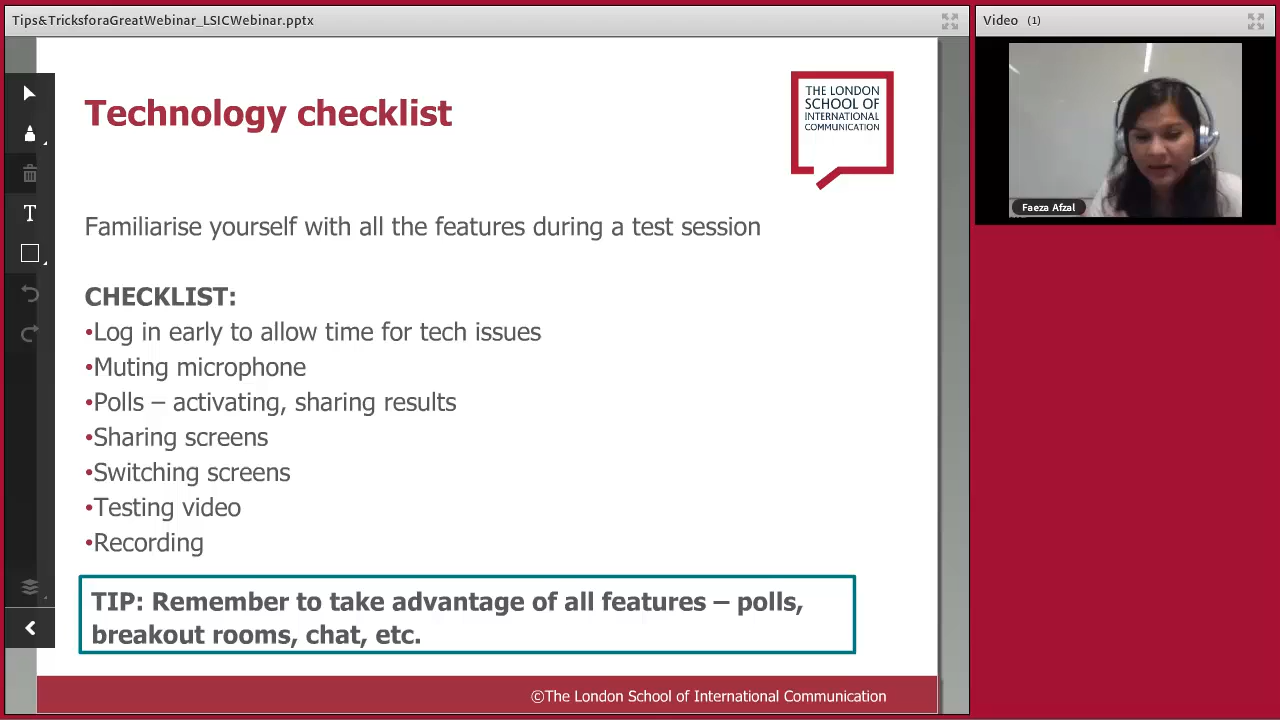 Tips&TricksforaGreatWebinar_LSICWebinar.pptx
Video (1)
Technology checklist
THE LONDON
SCHOOL OF
INTERNATIONAL
COMMUNICATION
Faeza Afzal
T
Familiarise yourself with all the features during a test session
CHECKLIST:
•Log in early to allow time for tech issues
•Muting microphone
•Polls – activating, sharing results
•Sharing screens
•Switching screens
•Testing video
•Recording
TIP: Remember to take advantage of all features – polls,
breakout rooms, chat, etc.
©The London School of International Communication